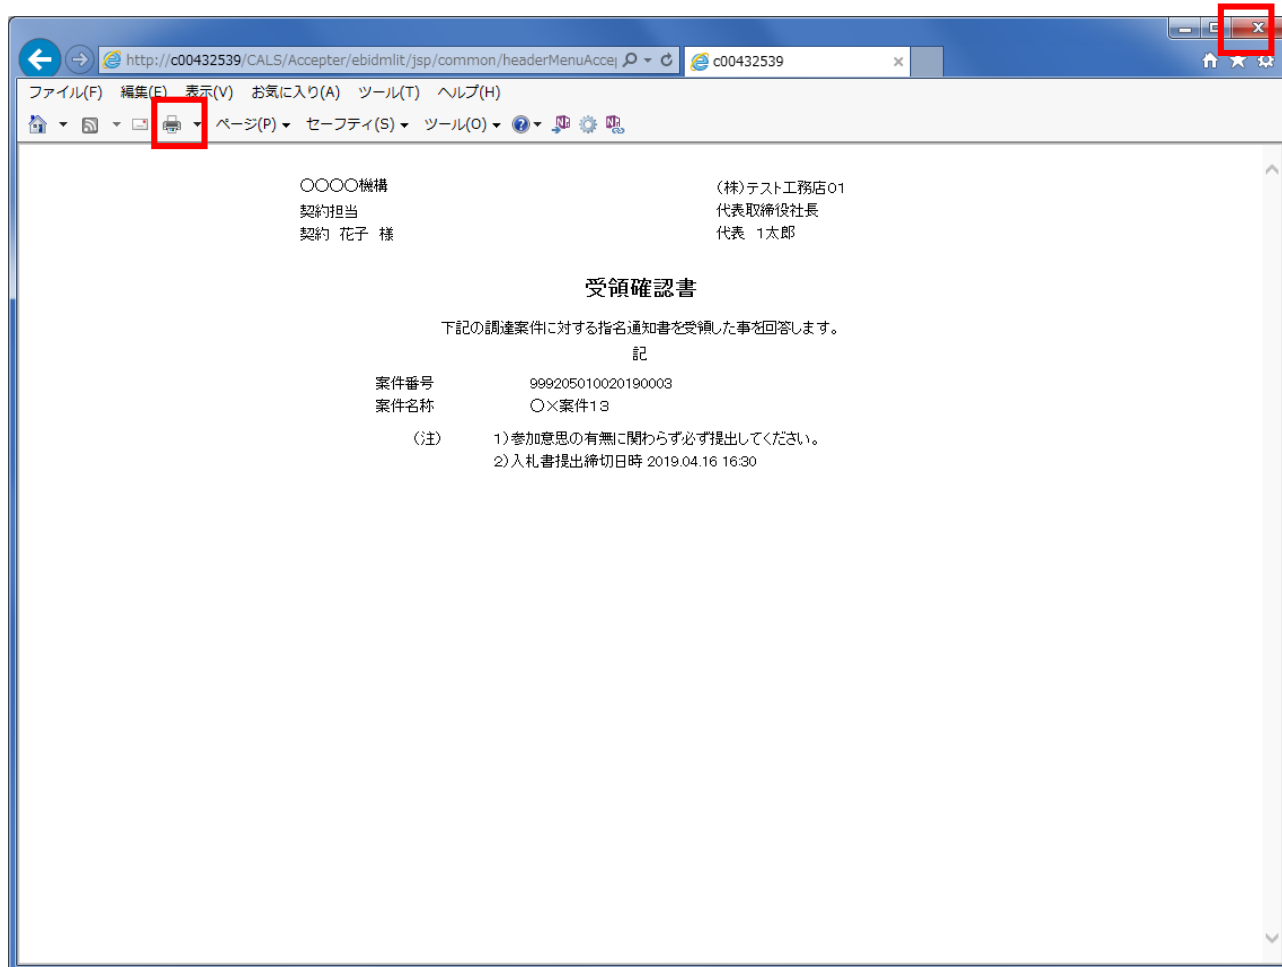 http://c00432539/CALS/Accepter/ebidmlit/jsp/common/headerMenuAccep
c00432539
ファイル(F) 編集(E) 表示(V) お気に入り(A) ツール(T) ヘルプ(H)
ページ(P) セーフティ(S) ツール(O)
〇〇〇〇機構 (株)テスト工務店01
契約担当 代表取締役社長
契約 花子 様 代表 1太郎
受領確認書
下記の調達案件に対する指名通知書を受領した事を回答します。
記
案件番号 999205010020190003
案件名称 〇×案件13
(注) 1)参加意思の有無に関わらず必ず提出してください。
2)入札書提出締切日時 2019.04.16 16:30